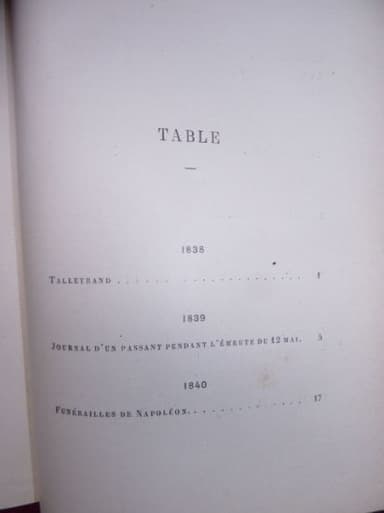 TABLE
1838
TALLEYRAND . . . . . . . . . . . . . . . . . . . . . 1
1839
JOURNAL D'UN PASSANT PENDANT L'ÉMEUTE DU 12 MAI. 5
1840
FUNÉRAILLES DE NAPOLÉON. . . . . . . . . . . . . . 17